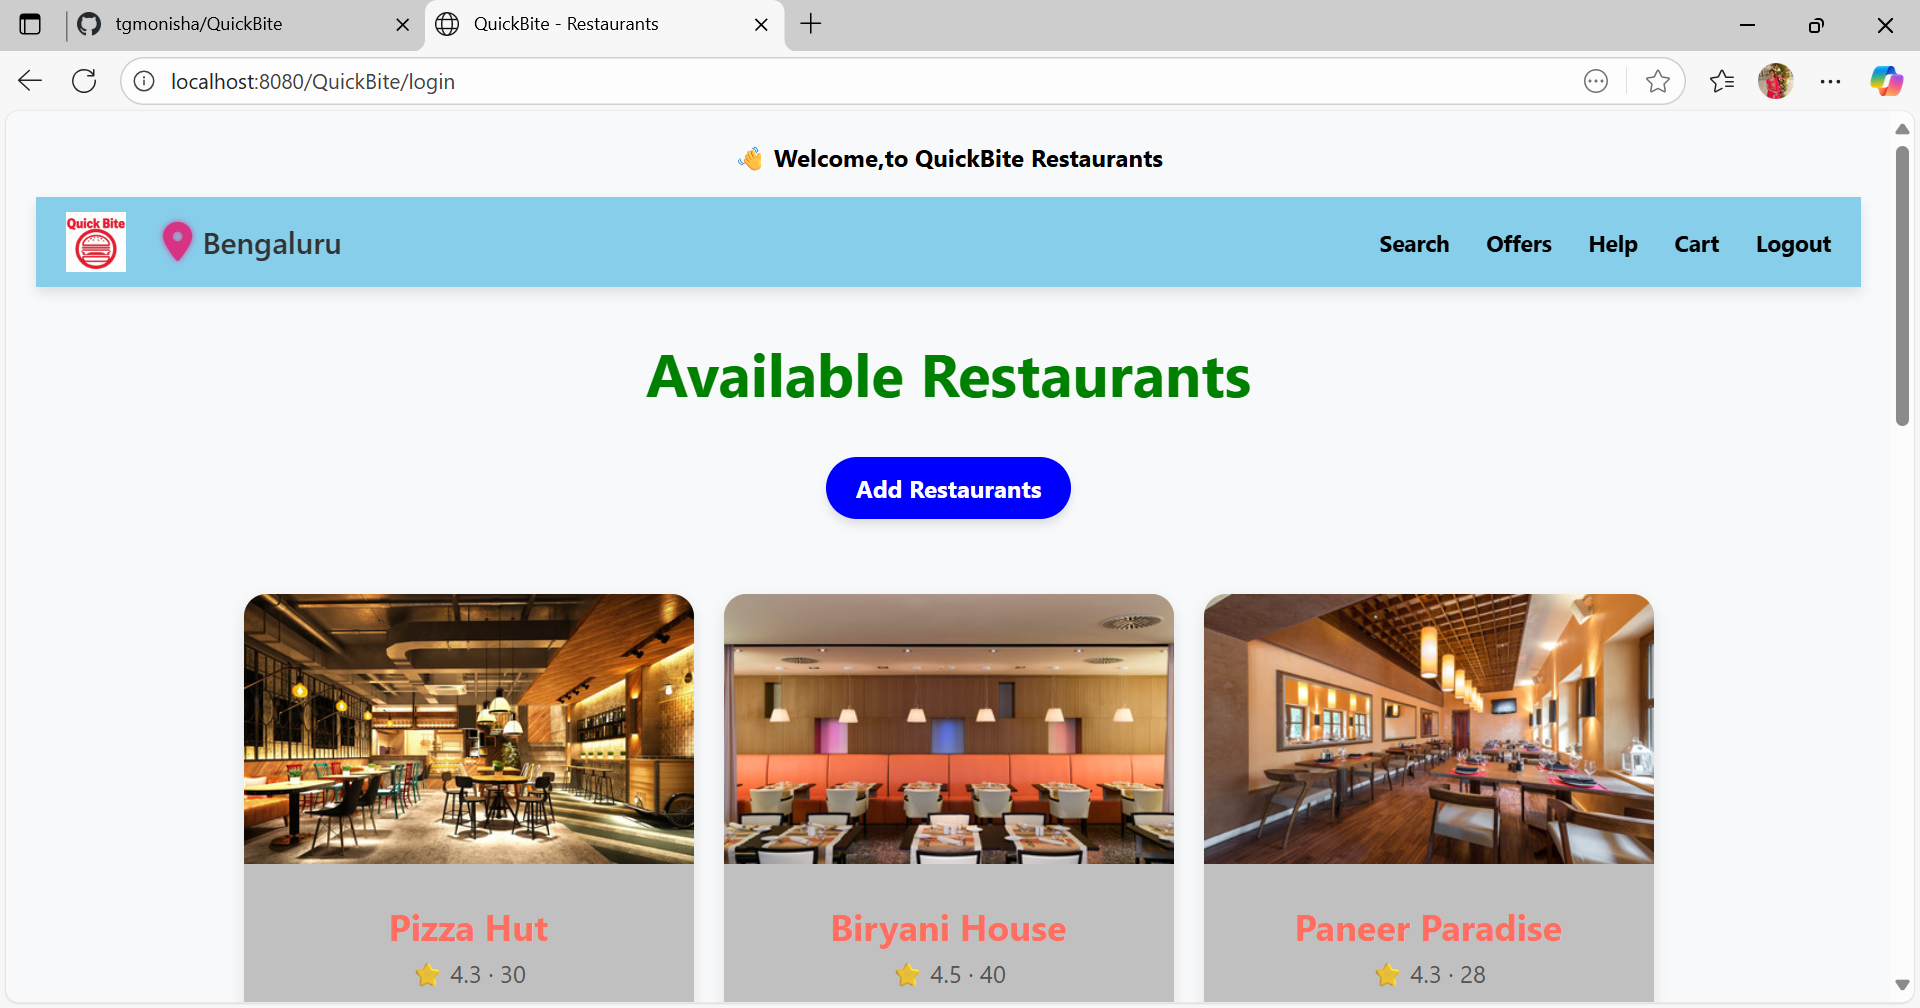 tgmonisha/QuickBite
QuickBite - Restaurants
localhost:8080/QuickBite/login
👋 Welcome,to QuickBite Restaurants
Quick Bite
Bengaluru
Search Offers Help Cart Logout
Available Restaurants
Add Restaurants
Pizza Hut
⭐ 4.3 · 30
Biryani House
⭐ 4.5 · 40
Paneer Paradise
⭐ 4.3 · 28